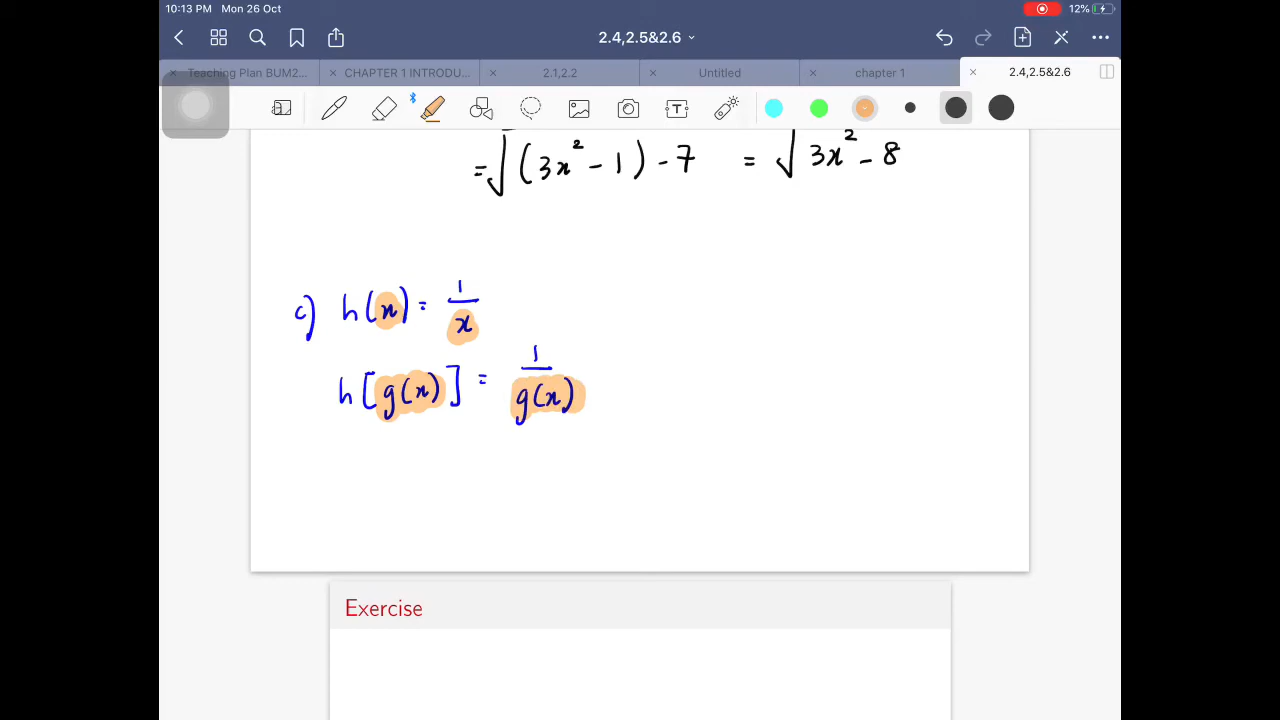 10:13 PM Mon 26 Oct 12%
2.4,2.5&2.6
Teaching Plan BUM2... CHAPTER 1 INTRODU... 2.1,2.2 Untitled chapter 1 2.4,2.5&2.6
= √(3x² - 1) - 7 = √3x² - 8
c) h(x) = 1/x
h[g(x)] = 1/g(x)
Exercise